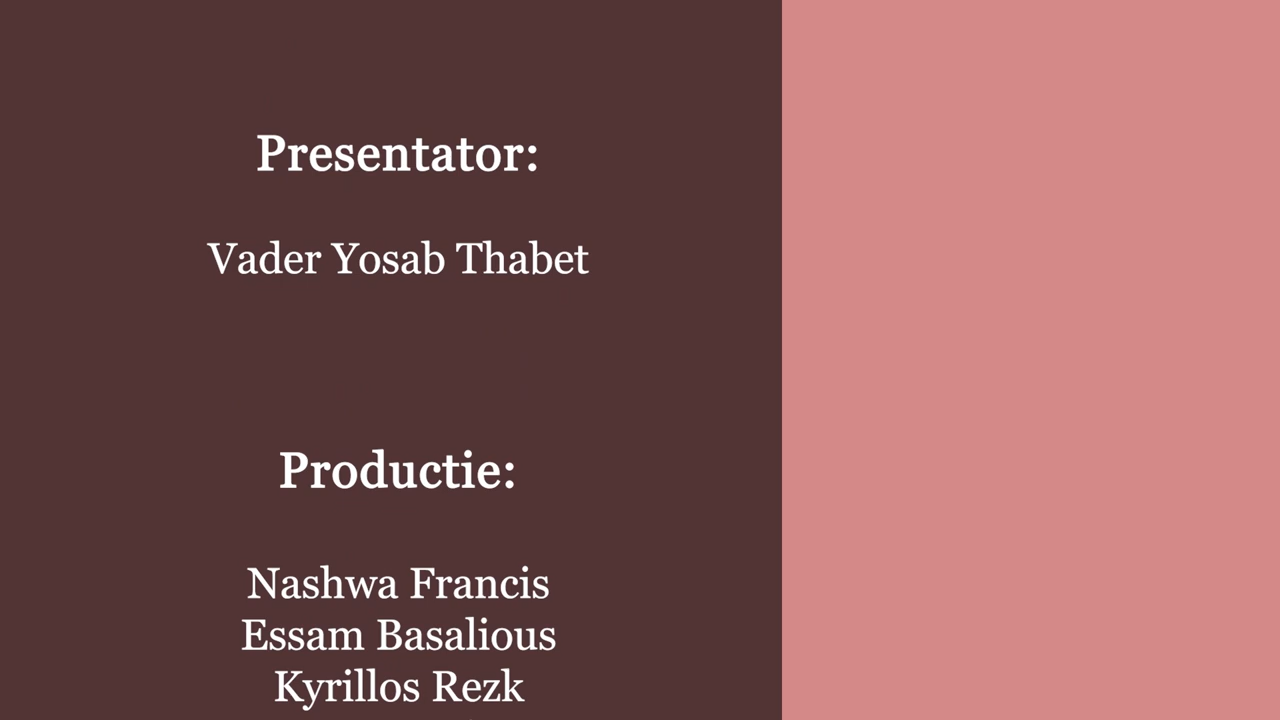 Presentator:
Vader Yosab Thabet
Productie:
Nashwa Francis
Essam Basalious
Kyrillos Rezk